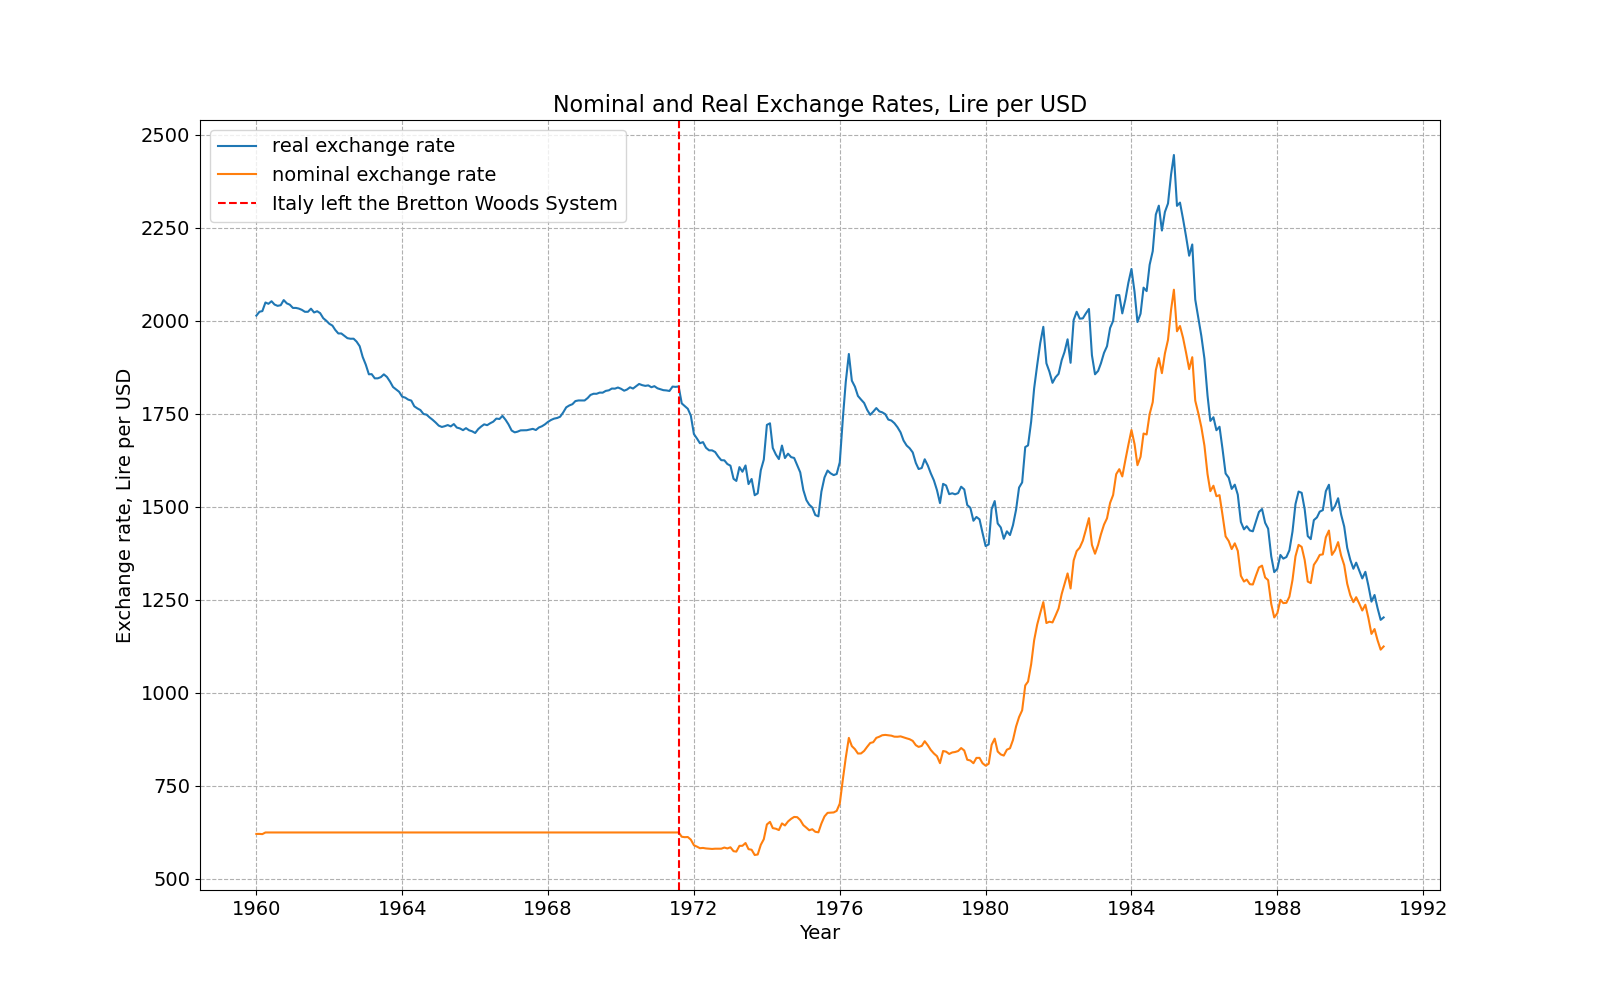 Nominal and Real Exchange Rates, Lire per USD
real exchange rate
nominal exchange rate
Italy left the Bretton Woods System
Exchange rate, Lire per USD
2500
2250
2000
1750
1500
1250
1000
750
500
1960 1964 1968 1972 1976 1980 1984 1988 1992
Year